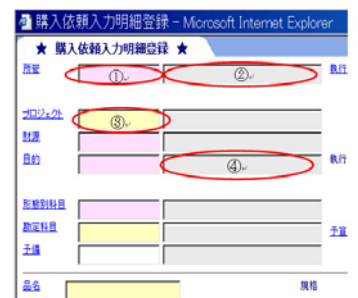 購入依頼入力明細登録 - Microsoft Internet Explorer
★ 購入依頼入力明細登録 ★
所管 ① ② 執行
プロジェクト ③
財源
目的 ④ 執行
形態別科目
勘定科目 予算
予備
品名 規格